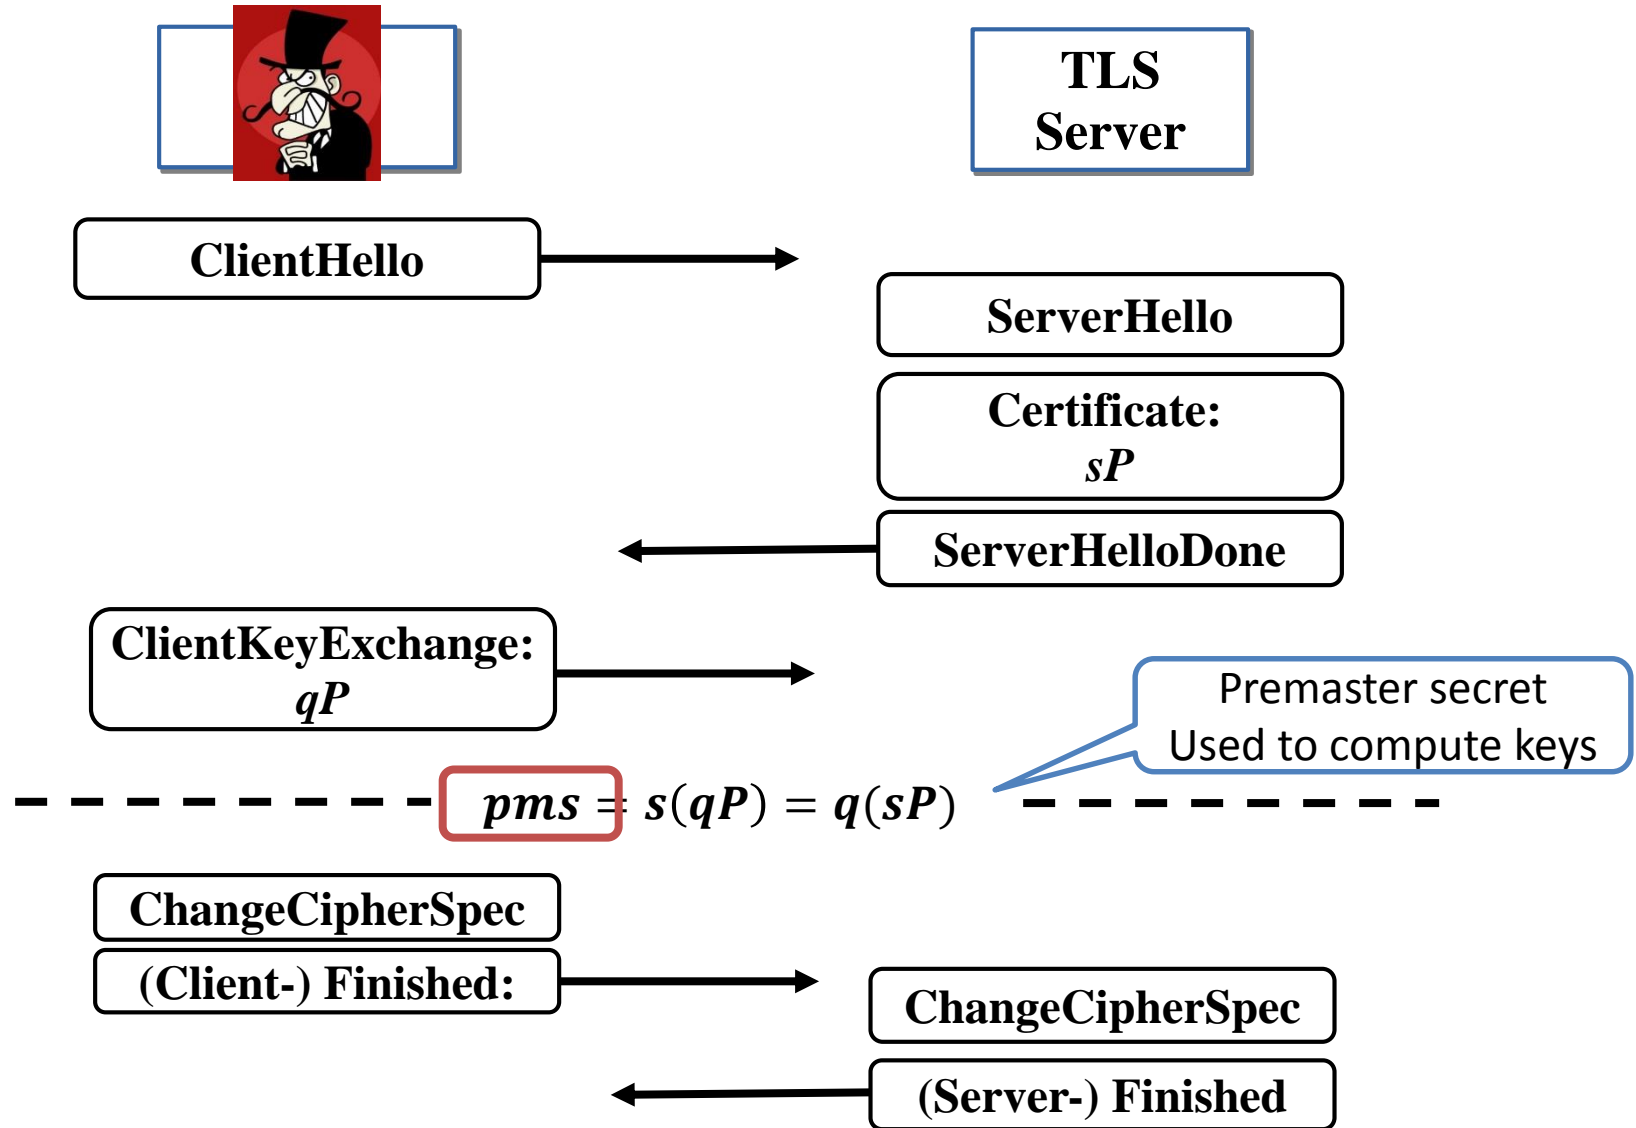 TLS
Server
ClientHello
ServerHello
Certificate:
sP
ServerHelloDone
ClientKeyExchange:
qP
Premaster secret
Used to compute keys
pms = s(qP) = q(sP)
ChangeCipherSpec
(Client-) Finished:
ChangeCipherSpec
(Server-) Finished